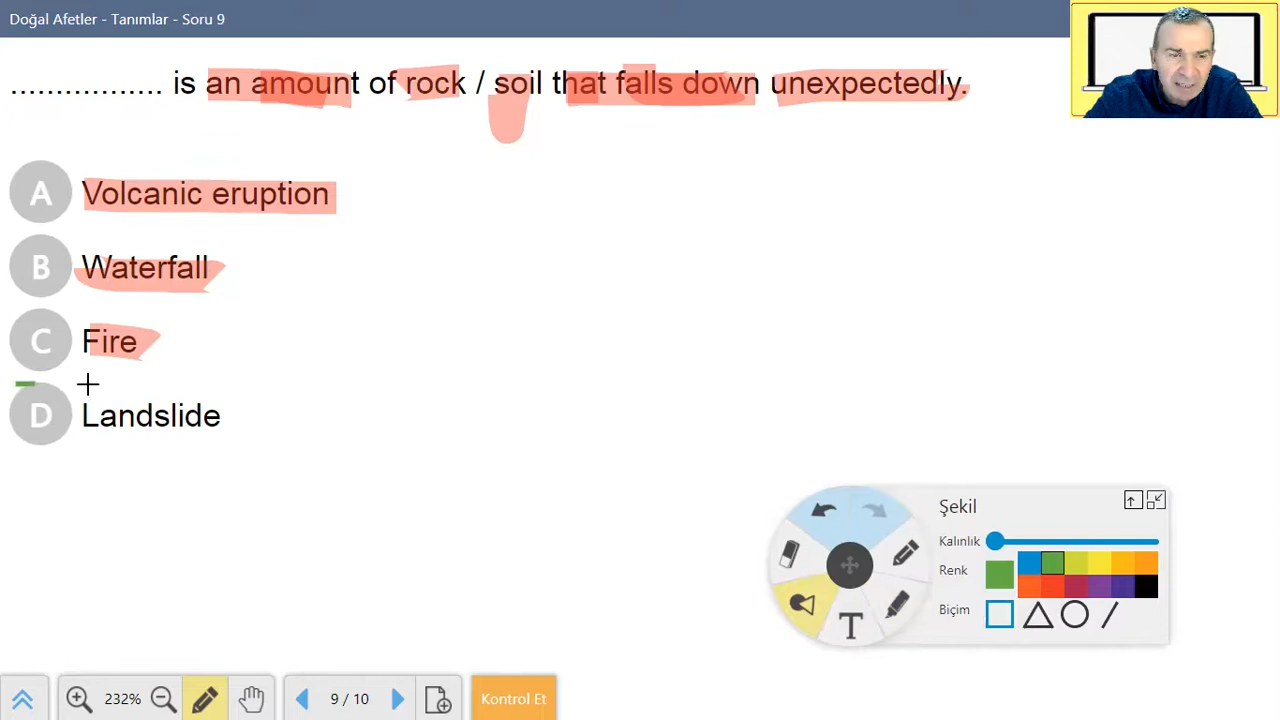 Doğal Afetler - Tanımlar - Soru 9
................. is an amount of rock / soil that falls down unexpectedly.
A Volcanic eruption
B Waterfall
C Fire
D Landslide
Şekil
Kalınlık
Renk
Biçim
T
232%
9 / 10
Kontrol Et